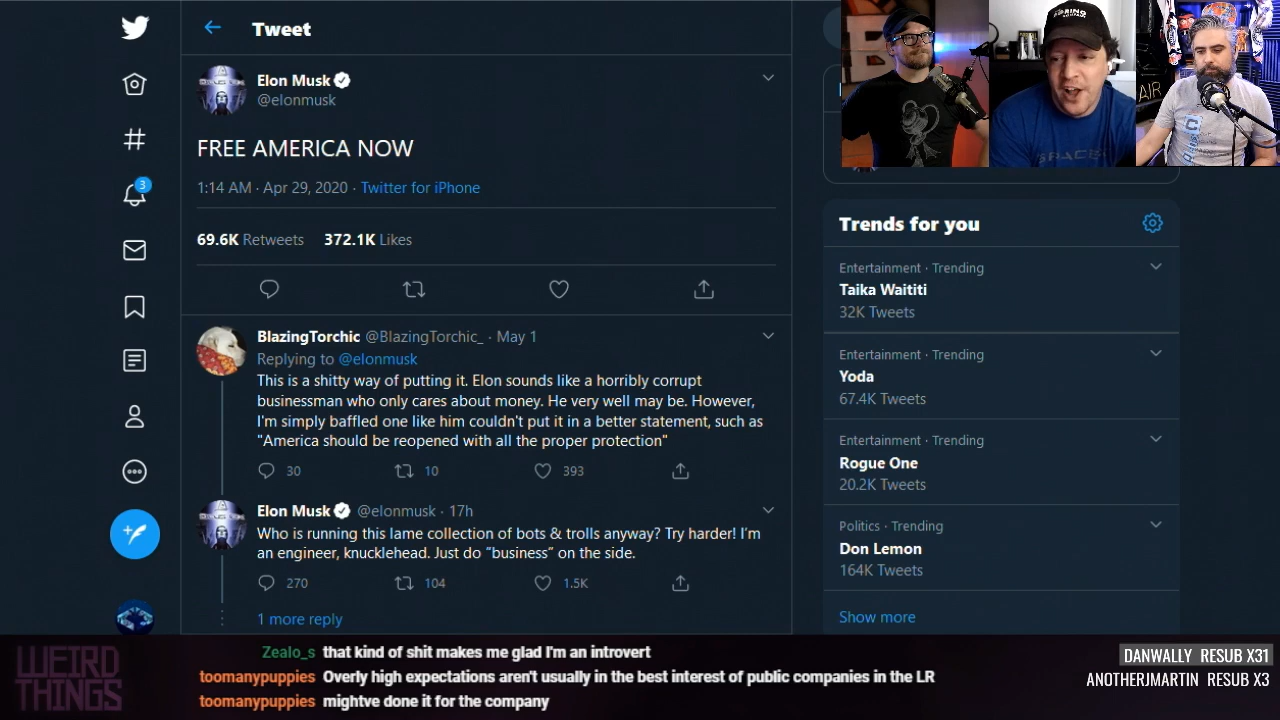 Tweet
Elon Musk
@elonmusk
FREE AMERICA NOW
1:14 AM · Apr 29, 2020 · Twitter for iPhone
69.6K Retweets 372.1K Likes
BlazingTorchic @BlazingTorchic_ · May 1
Replying to @elonmusk
This is a shitty way of putting it. Elon sounds like a horribly corrupt
businessman who only cares about money. He very well may be. However,
I'm simply baffled one like him couldn't put it in a better statement, such as
"America should be reopened with all the proper protection"
30 10 393
Elon Musk @elonmusk · 17h
Who is running this lame collection of bots & trolls anyway? Try harder! I'm
an engineer, knucklehead. Just do "business" on the side.
270 104 1.5K
1 more reply
3
Trends for you
Entertainment · Trending
Taika Waititi
32K Tweets
Entertainment · Trending
Yoda
67.4K Tweets
Entertainment · Trending
Rogue One
20.2K Tweets
Politics · Trending
Don Lemon
164K Tweets
Show more
AIR
WEIRD
THINGS
Zealo_s that kind of shit makes me glad I'm an introvert
toomanypuppies Overly high expectations aren't usually in the best interest of public companies in the LR
toomanypuppies mightve done it for the company
DANWALLY RESUB X31
ANOTHERJMARTIN RESUB X3